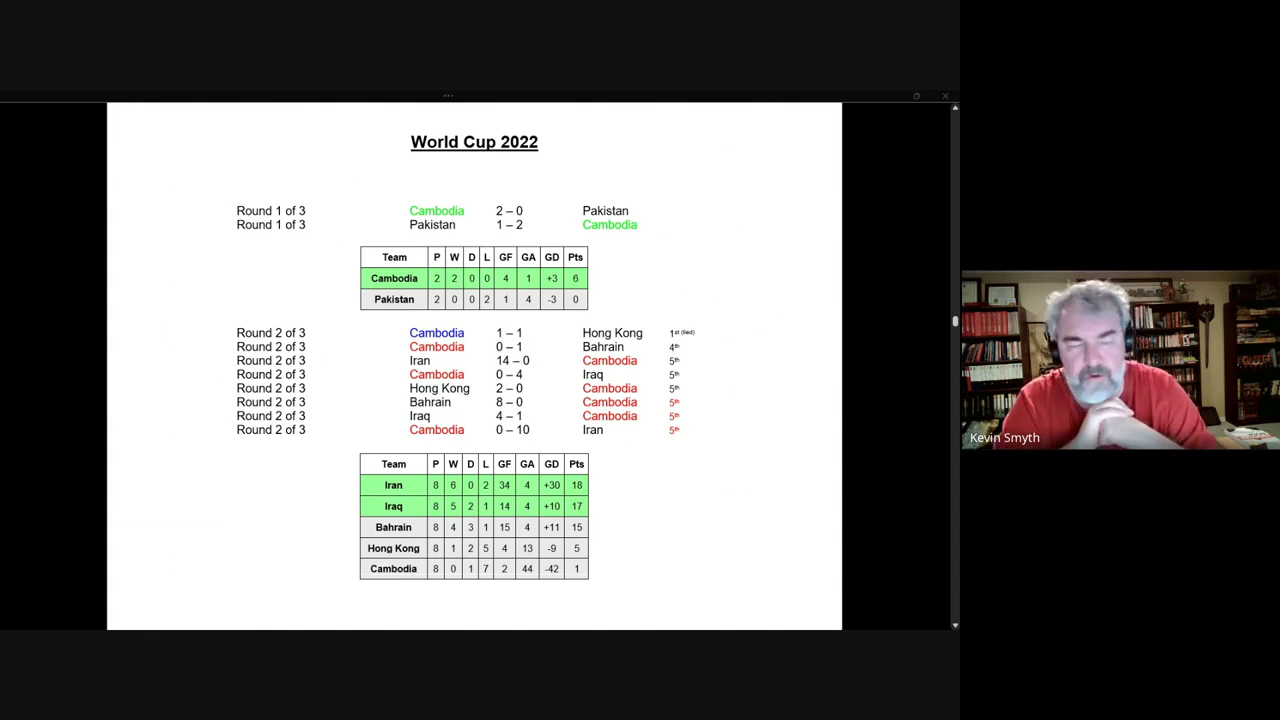 World Cup 2022
Round 1 of 3 Cambodia 2 – 0 Pakistan
Round 1 of 3 Pakistan 1 – 2 Cambodia
Team P W D L GF GA GD Pts
Cambodia 2 2 0 0 4 1 +3 6
Pakistan 2 0 0 2 1 4 -3 0
Round 2 of 3 Cambodia 1 – 1 Hong Kong 1st (tied)
Round 2 of 3 Cambodia 0 – 1 Bahrain 4th
Round 2 of 3 Iran 14 – 0 Cambodia 5th
Round 2 of 3 Cambodia 0 – 4 Iraq 5th
Round 2 of 3 Hong Kong 2 – 0 Cambodia 5th
Round 2 of 3 Bahrain 8 – 0 Cambodia 5th
Round 2 of 3 Iraq 4 – 1 Cambodia 5th
Round 2 of 3 Cambodia 0 – 10 Iran 5th
Team P W D L GF GA GD Pts
Iran 8 6 0 2 34 4 +30 18
Iraq 8 5 2 1 14 4 +10 17
Bahrain 8 4 3 1 15 4 +11 15
Hong Kong 8 1 2 5 4 13 -9 5
Cambodia 8 0 1 7 2 44 -42 1
Kevin Smyth